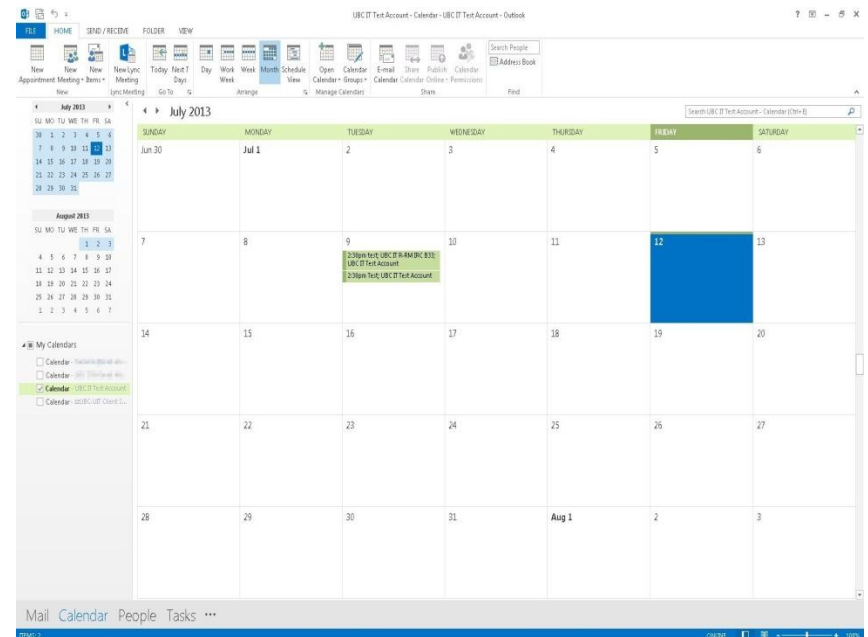 UBC IT Test Account - Calendar - UBC IT Test Account - Outlook
FILE HOME SEND / RECEIVE FOLDER VIEW
New Appointment
New Meeting
New Items
New Lync Meeting
Today
Next 7 Days
Day
Work Week
Week
Month
Schedule View
Open Calendar
Calendar Groups
E-mail Calendar
Share Calendar
Publish Online
Calendar Permissions
Search People
Address Book
New Lync Meeting Go To Arrange Manage Calendars Share Find
July 2013
SU MO TU WE TH FR SA
30 1 2 3 4 5 6
7 8 9 10 11 12 13
14 15 16 17 18 19 20
21 22 23 24 25 26 27
28 29 30 31
August 2013
SU MO TU WE TH FR SA
1 2 3
4 5 6 7 8 9 10
11 12 13 14 15 16 17
18 19 20 21 22 23 24
25 26 27 28 29 30 31
1 2 3 4 5 6 7
My Calendars
Calendar -
Calendar -
Calendar - UBC IT Test Account
Calendar -
July 2013
Search UBC IT Test Account - Calendar (Ctrl+E)
SUNDAY MONDAY TUESDAY WEDNESDAY THURSDAY FRIDAY SATURDAY
Jun 30 Jul 1 2 3 4 5 6
7 8 9 10 11 12 13
2:30pm test; UBC IT R-RM IRC B33;
UBC IT Test Account
2:30pm Test; UBC IT Test Account
14 15 16 17 18 19 20
21 22 23 24 25 26 27
28 29 30 31 Aug 1 2 3
Mail Calendar People Tasks
ITEMS: 2
ONLINE
100%